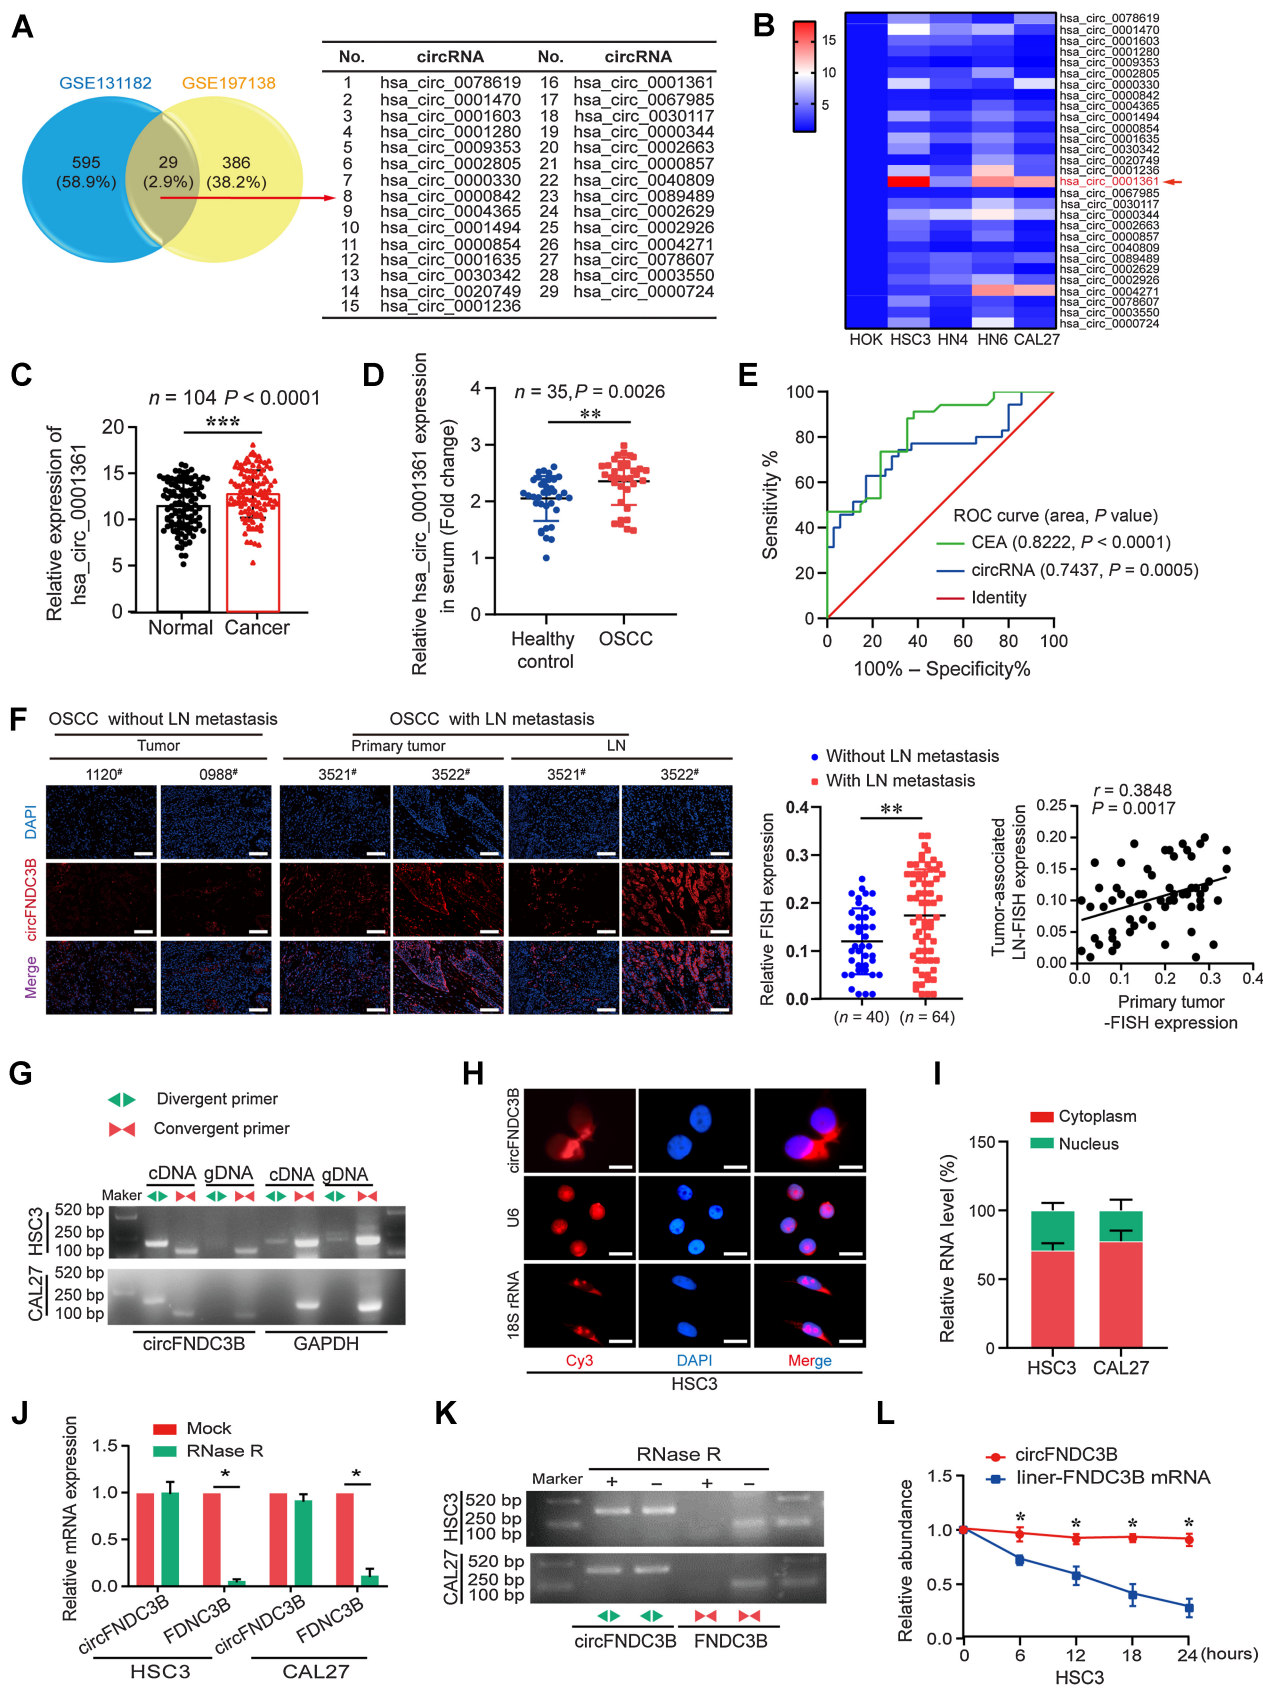 A
GSE131182 GSE197138
595
(58.9%)
29
(2.9%)
386
(38.2%)
No. circRNA No. circRNA
1 hsa_circ_0078619 16 hsa_circ_0001361
2 hsa_circ_0001470 17 hsa_circ_0067985
3 hsa_circ_0001603 18 hsa_circ_0030117
4 hsa_circ_0001280 19 hsa_circ_0000344
5 hsa_circ_0009353 20 hsa_circ_0002663
6 hsa_circ_0002805 21 hsa_circ_0000857
7 hsa_circ_0000330 22 hsa_circ_0040809
8 hsa_circ_0000842 23 hsa_circ_0089489
9 hsa_circ_0004365 24 hsa_circ_0002629
10 hsa_circ_0001494 25 hsa_circ_0002926
11 hsa_circ_0000854 26 hsa_circ_0004271
12 hsa_circ_0001635 27 hsa_circ_0078607
13 hsa_circ_0030342 28 hsa_circ_0003550
14 hsa_circ_0020749 29 hsa_circ_0000724
15 hsa_circ_0001236
B
15
10
5
hsa_circ_0078619
hsa_circ_0001470
hsa_circ_0001603
hsa_circ_0001280
hsa_circ_0009353
hsa_circ_0002805
hsa_circ_0000330
hsa_circ_0000842
hsa_circ_0004365
hsa_circ_0001494
hsa_circ_0000854
hsa_circ_0001635
hsa_circ_0030342
hsa_circ_0020749
hsa_circ_0001236
hsa_circ_0001361
hsa_circ_0067985
hsa_circ_0030117
hsa_circ_0000344
hsa_circ_0002663
hsa_circ_0000857
hsa_circ_0040809
hsa_circ_0089489
hsa_circ_0002629
hsa_circ_0002926
hsa_circ_0004271
hsa_circ_0078607
hsa_circ_0003550
hsa_circ_0000724
HOK HSC3 HN4 HN6 CAL27
C
n = 104 P < 0.0001
***
Relative expression of
hsa_circ_0001361
20
15
10
5
0
Normal Cancer
D
n = 35, P = 0.0026
**
Relative hsa_circ_0001361 expression
in serum (Fold change)
4
3
2
1
0
Healthy
control
OSCC
E
Sensitivity %
100
80
60
40
20
0
ROC curve (area, P value)
CEA (0.8222, P < 0.0001)
circRNA (0.7437, P = 0.0005)
Identity
0 20 40 60 80 100
100% – Specificity%
F
OSCC without LN metastasis OSCC with LN metastasis
Tumor Primary tumor LN
1120# 0988# 3521# 3522# 3521# 3522#
DAPI
circFNDC3B
Merge
Without LN metastasis
With LN metastasis
**
Relative FISH expression
0.4
0.3
0.2
0.1
0.0
(n = 40) (n = 64)
r = 0.3848
P = 0.0017
Tumor-associated
LN-FISH expression
0.25
0.20
0.15
0.10
0.05
0.00
0.0 0.1 0.2 0.3 0.4
Primary tumor
-FISH expression
G
Divergent primer
Convergent primer
cDNA gDNA cDNA gDNA
Maker
HSC3
520 bp
250 bp
100 bp
CAL27
520 bp
250 bp
100 bp
circFNDC3B GAPDH
H
circFNDC3B
U6
18S rRNA
Cy3 DAPI Merge
HSC3
I
Cytoplasm
Nucleus
Relative RNA level (%)
150
100
50
0
HSC3 CAL27
J
Mock
RNase R
Relative mRNA expression
1.5
1.0
0.5
0.0
* *
circFNDC3B FDNC3B circFNDC3B FDNC3B
HSC3 CAL27
K
RNase R
Marker + – + –
HSC3
520 bp
250 bp
100 bp
CAL27
520 bp
250 bp
100 bp
circFNDC3B FNDC3B
L
circFNDC3B
liner-FNDC3B mRNA
Relative abundance
1.5
1.0
0.5
0.0
* * * *
0 6 12 18 24 (hours)
HSC3